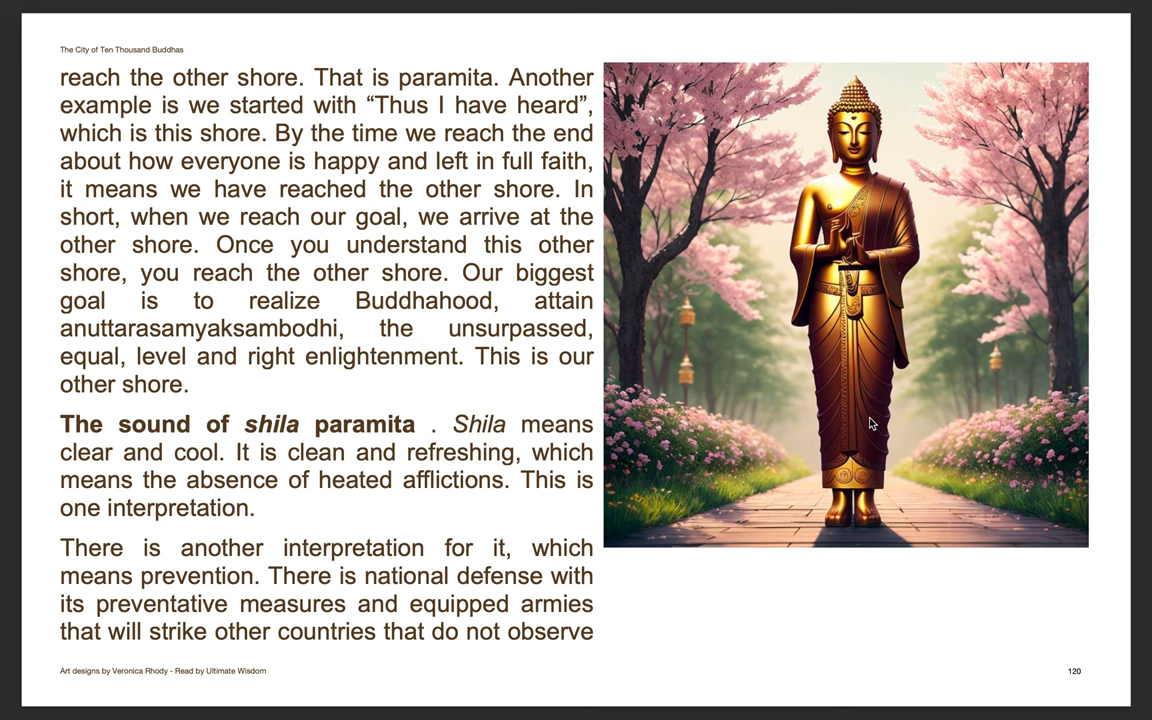 The City of Ten Thousand Buddhas
reach the other shore. That is paramita. Another
example is we started with “Thus I have heard”,
which is this shore. By the time we reach the end
about how everyone is happy and left in full faith,
it means we have reached the other shore. In
short, when we reach our goal, we arrive at the
other shore. Once you understand this other
shore, you reach the other shore. Our biggest
goal is to realize Buddhahood, attain
anuttarasamyaksambodhi, the unsurpassed,
equal, level and right enlightenment. This is our
other shore.
The sound of shila paramita . Shila means
clear and cool. It is clean and refreshing, which
means the absence of heated afflictions. This is
one interpretation.
There is another interpretation for it, which
means prevention. There is national defense with
its preventative measures and equipped armies
that will strike other countries that do not observe
Art designs by Veronica Rhody - Read by Ultimate Wisdom
120